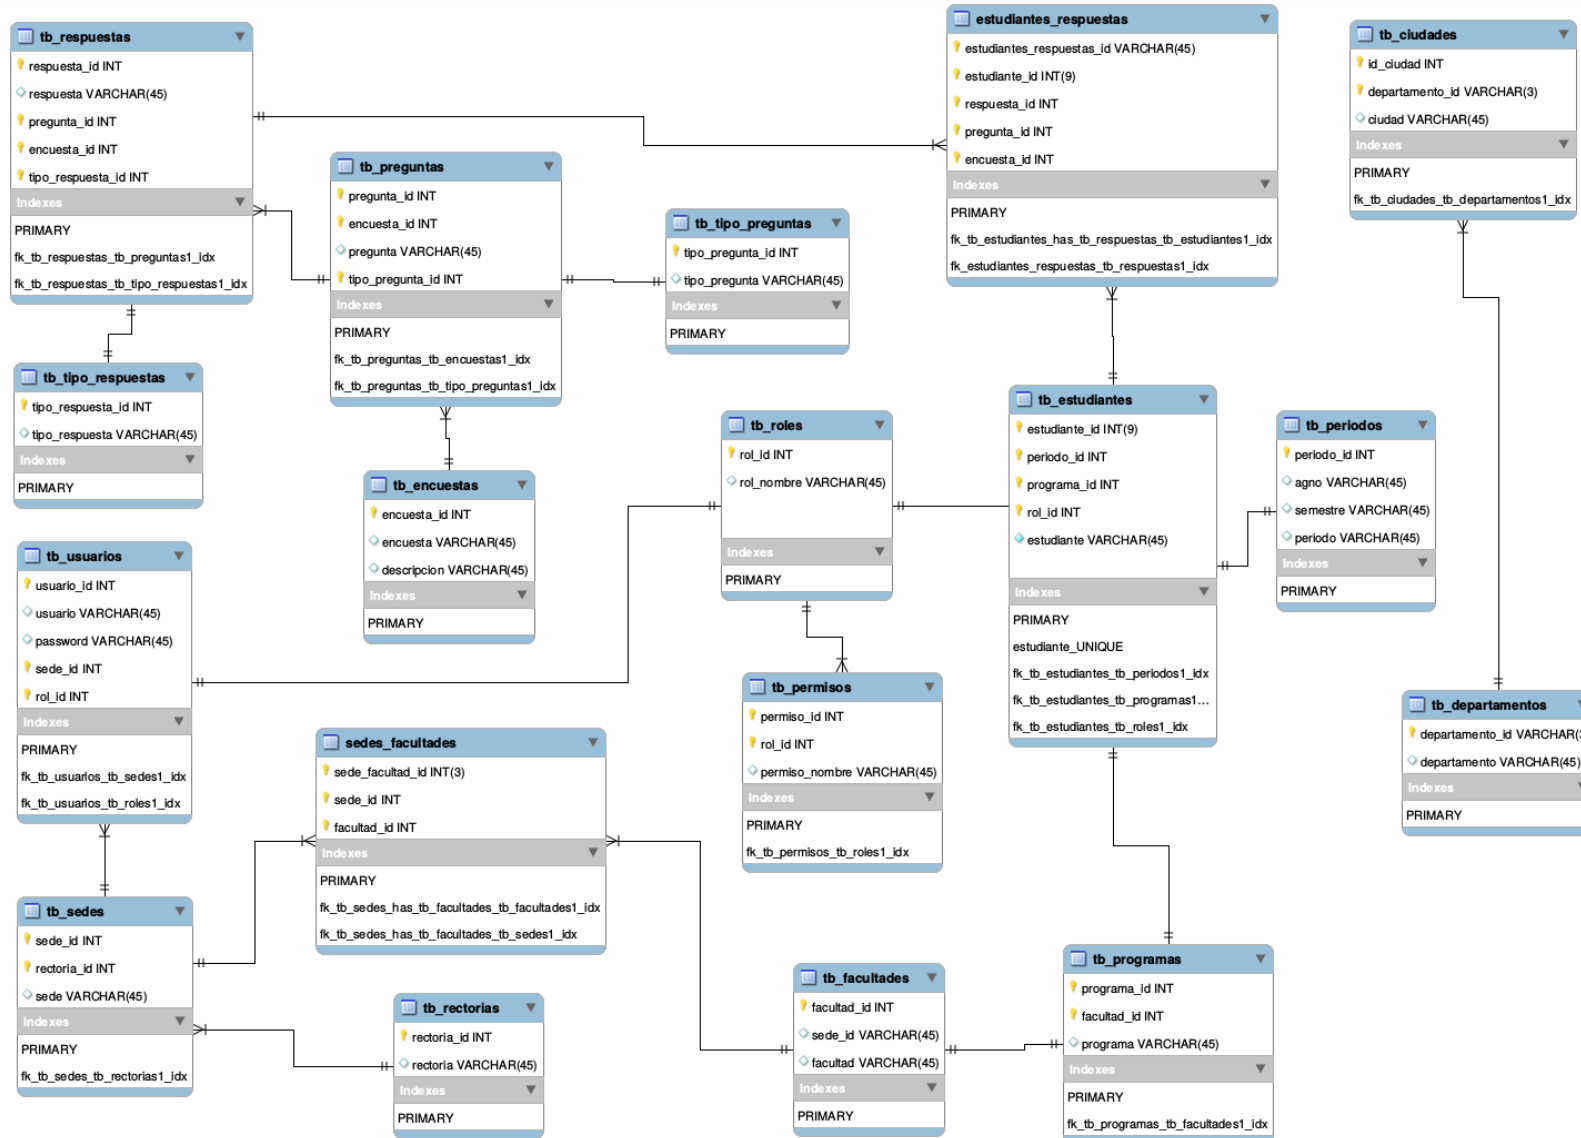 tb_respuestas
respuesta_id INT
respuesta VARCHAR(45)
pregunta_id INT
encuesta_id INT
tipo_respuesta_id INT
Indexes
PRIMARY
fk_tb_respuestas_tb_preguntas1_idx
fk_tb_respuestas_tb_tipo_respuestas1_idx
tb_preguntas
pregunta_id INT
encuesta_id INT
pregunta VARCHAR(45)
tipo_pregunta_id INT
Indexes
PRIMARY
fk_tb_preguntas_tb_encuestas1_idx
fk_tb_preguntas_tb_tipo_preguntas1_idx
tb_tipo_preguntas
tipo_pregunta_id INT
tipo_pregunta VARCHAR(45)
Indexes
PRIMARY
estudiantes_respuestas
estudiantes_respuestas_id VARCHAR(45)
estudiante_id INT(9)
respuesta_id INT
pregunta_id INT
encuesta_id INT
Indexes
PRIMARY
fk_tb_estudiantes_has_tb_respuestas_tb_estudiantes1_idx
fk_estudiantes_respuestas_tb_respuestas1_idx
tb_ciudades
id_ciudad INT
departamento_id VARCHAR(3)
ciudad VARCHAR(45)
Indexes
PRIMARY
fk_tb_ciudades_tb_departamentos1_idx
tb_tipo_respuestas
tipo_respuesta_id INT
tipo_respuesta VARCHAR(45)
Indexes
PRIMARY
tb_encuestas
encuesta_id INT
encuesta VARCHAR(45)
descripcion VARCHAR(45)
Indexes
PRIMARY
tb_roles
rol_id INT
rol_nombre VARCHAR(45)
Indexes
PRIMARY
tb_estudiantes
estudiante_id INT(9)
periodo_id INT
programa_id INT
rol_id INT
estudiante VARCHAR(45)
Indexes
PRIMARY
estudiante_UNIQUE
fk_tb_estudiantes_tb_periodos1_idx
fk_tb_estudiantes_tb_programas1...
fk_tb_estudiantes_tb_roles1_idx
tb_periodos
periodo_id INT
agno VARCHAR(45)
semestre VARCHAR(45)
periodo VARCHAR(45)
Indexes
PRIMARY
tb_usuarios
usuario_id INT
usuario VARCHAR(45)
password VARCHAR(45)
sede_id INT
rol_id INT
Indexes
PRIMARY
fk_tb_usuarios_tb_sedes1_idx
fk_tb_usuarios_tb_roles1_idx
sedes_facultades
sede_facultad_id INT(3)
sede_id INT
facultad_id INT
Indexes
PRIMARY
fk_tb_sedes_has_tb_facultades_tb_facultades1_idx
fk_tb_sedes_has_tb_facultades_tb_sedes1_idx
tb_permisos
permiso_id INT
rol_id INT
permiso_nombre VARCHAR(45)
Indexes
PRIMARY
fk_tb_permisos_tb_roles1_idx
tb_departamentos
departamento_id VARCHAR(
departamento VARCHAR(45)
Indexes
PRIMARY
tb_sedes
sede_id INT
rectoria_id INT
sede VARCHAR(45)
Indexes
PRIMARY
fk_tb_sedes_tb_rectorias1_idx
tb_rectorias
rectoria_id INT
rectoria VARCHAR(45)
Indexes
PRIMARY
tb_facultades
facultad_id INT
sede_id VARCHAR(45)
facultad VARCHAR(45)
Indexes
PRIMARY
tb_programas
programa_id INT
facultad_id INT
programa VARCHAR(45)
Indexes
PRIMARY
fk_tb_programas_tb_facultades1_idx